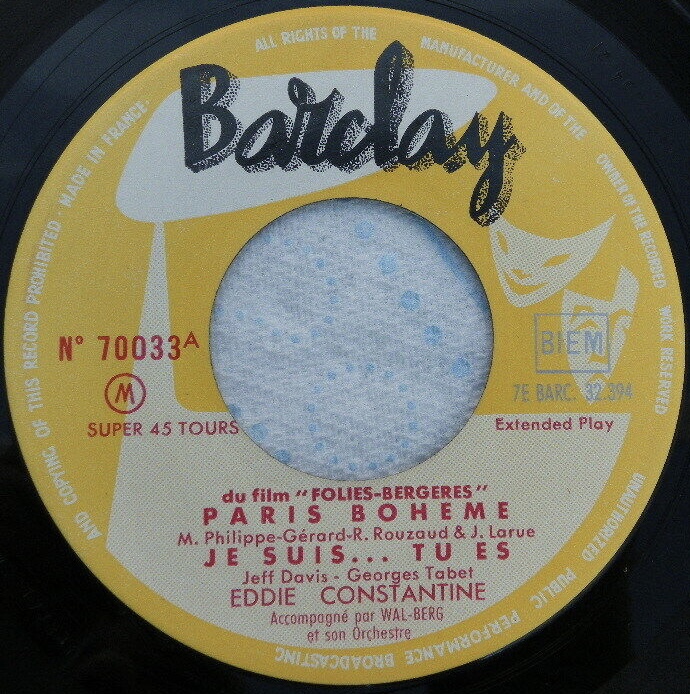 ALL RIGHTS OF THE MANUFACTURER AND OF THE OWNER OF THE RECORDED WORK RESERVED
UNAUTHORIZED PUBLIC PERFORMANCE BROADCASTING AND COPYING OF THIS RECORD PROHIBITED · MADE IN FRANCE·
Barclay
N° 70033 A
M
SUPER 45 TOURS
BIEM
7E BARC. 32.394
Extended Play
du film "FOLIES-BERGERES"
PARIS BOHEME
M. Philippe-Gérard-R. Rouzaud & J. Larue
JE SUIS... TU ES
Jeff Davis - Georges Tabet
EDDIE CONSTANTINE
Accompagné par WAL-BERG
et son Orchestre